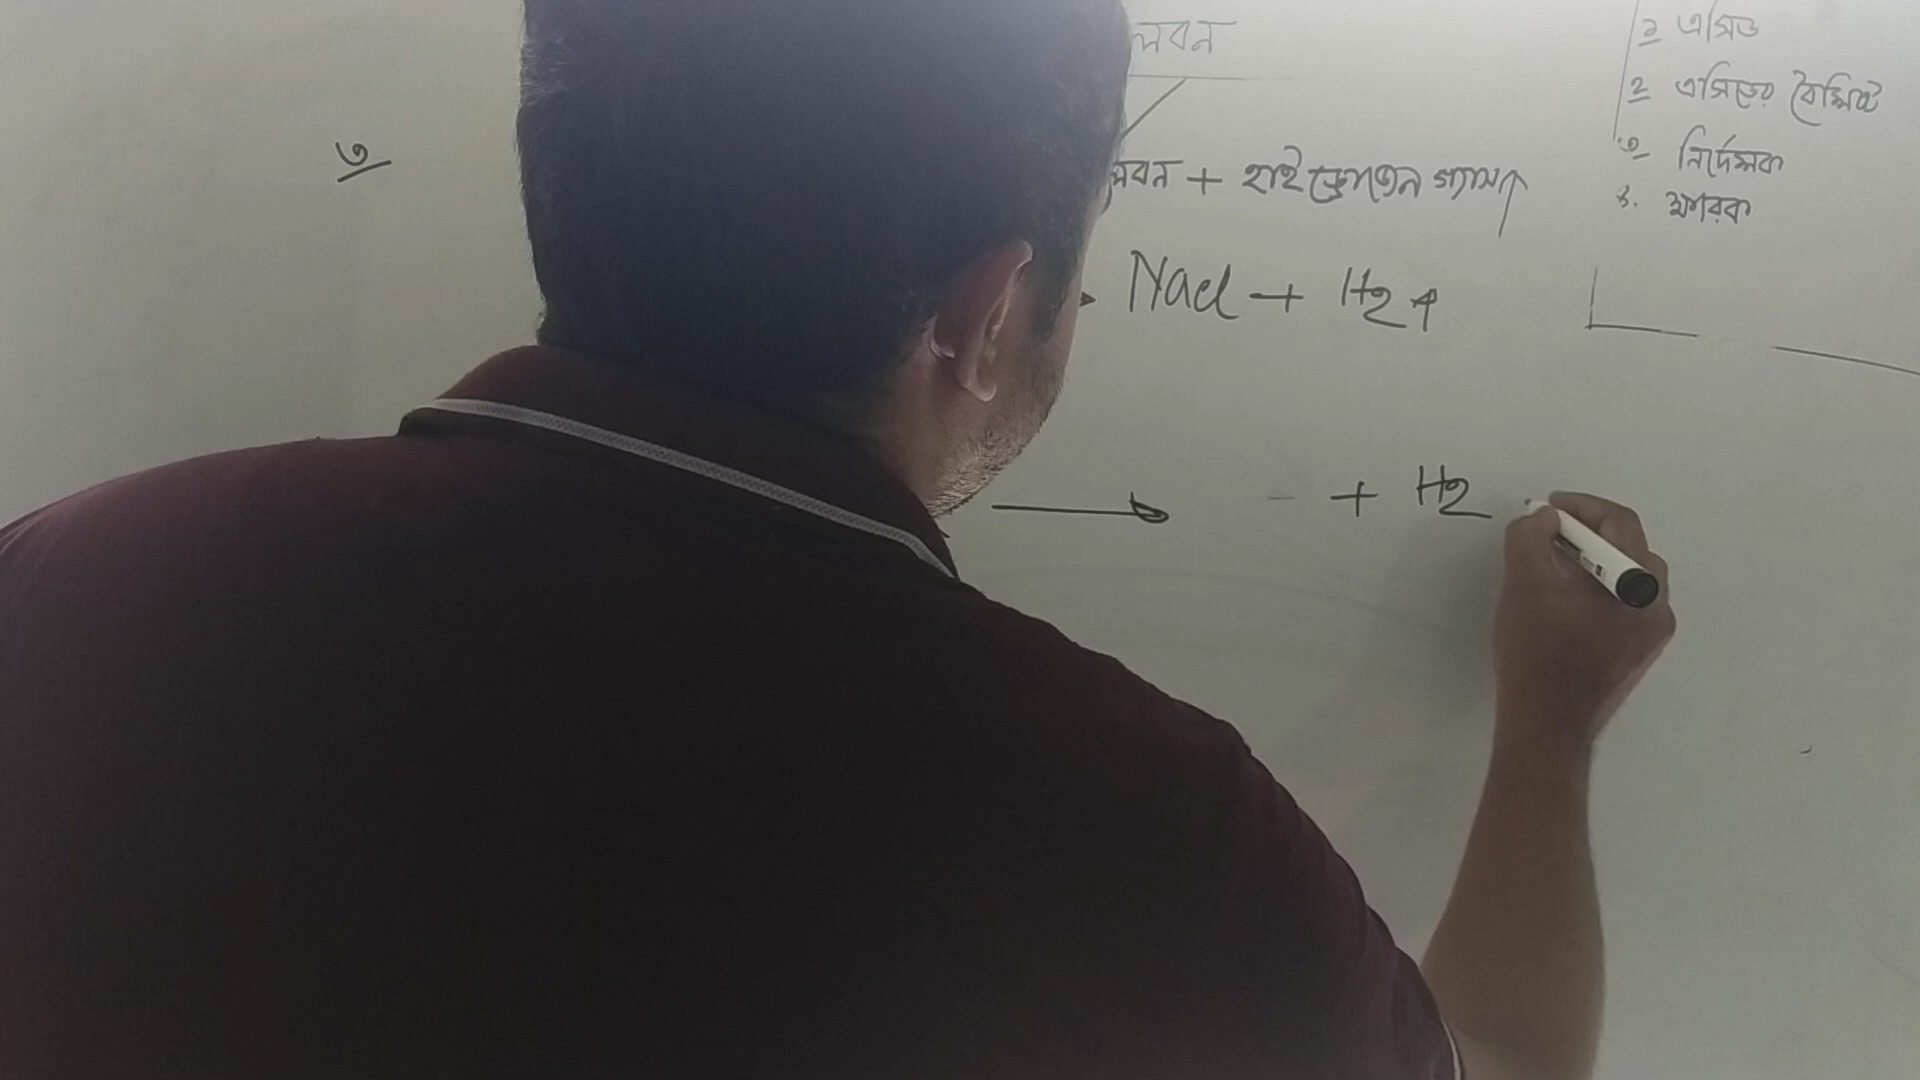 লবন
১ এসিড
২ এসিডের বৈশিষ্ট
৩ নির্দেশক
৪. ক্ষারক
৩
লবন + হাইড্রোজেন গ্যাস↑
→ NaCl + H2↑
→ + H2